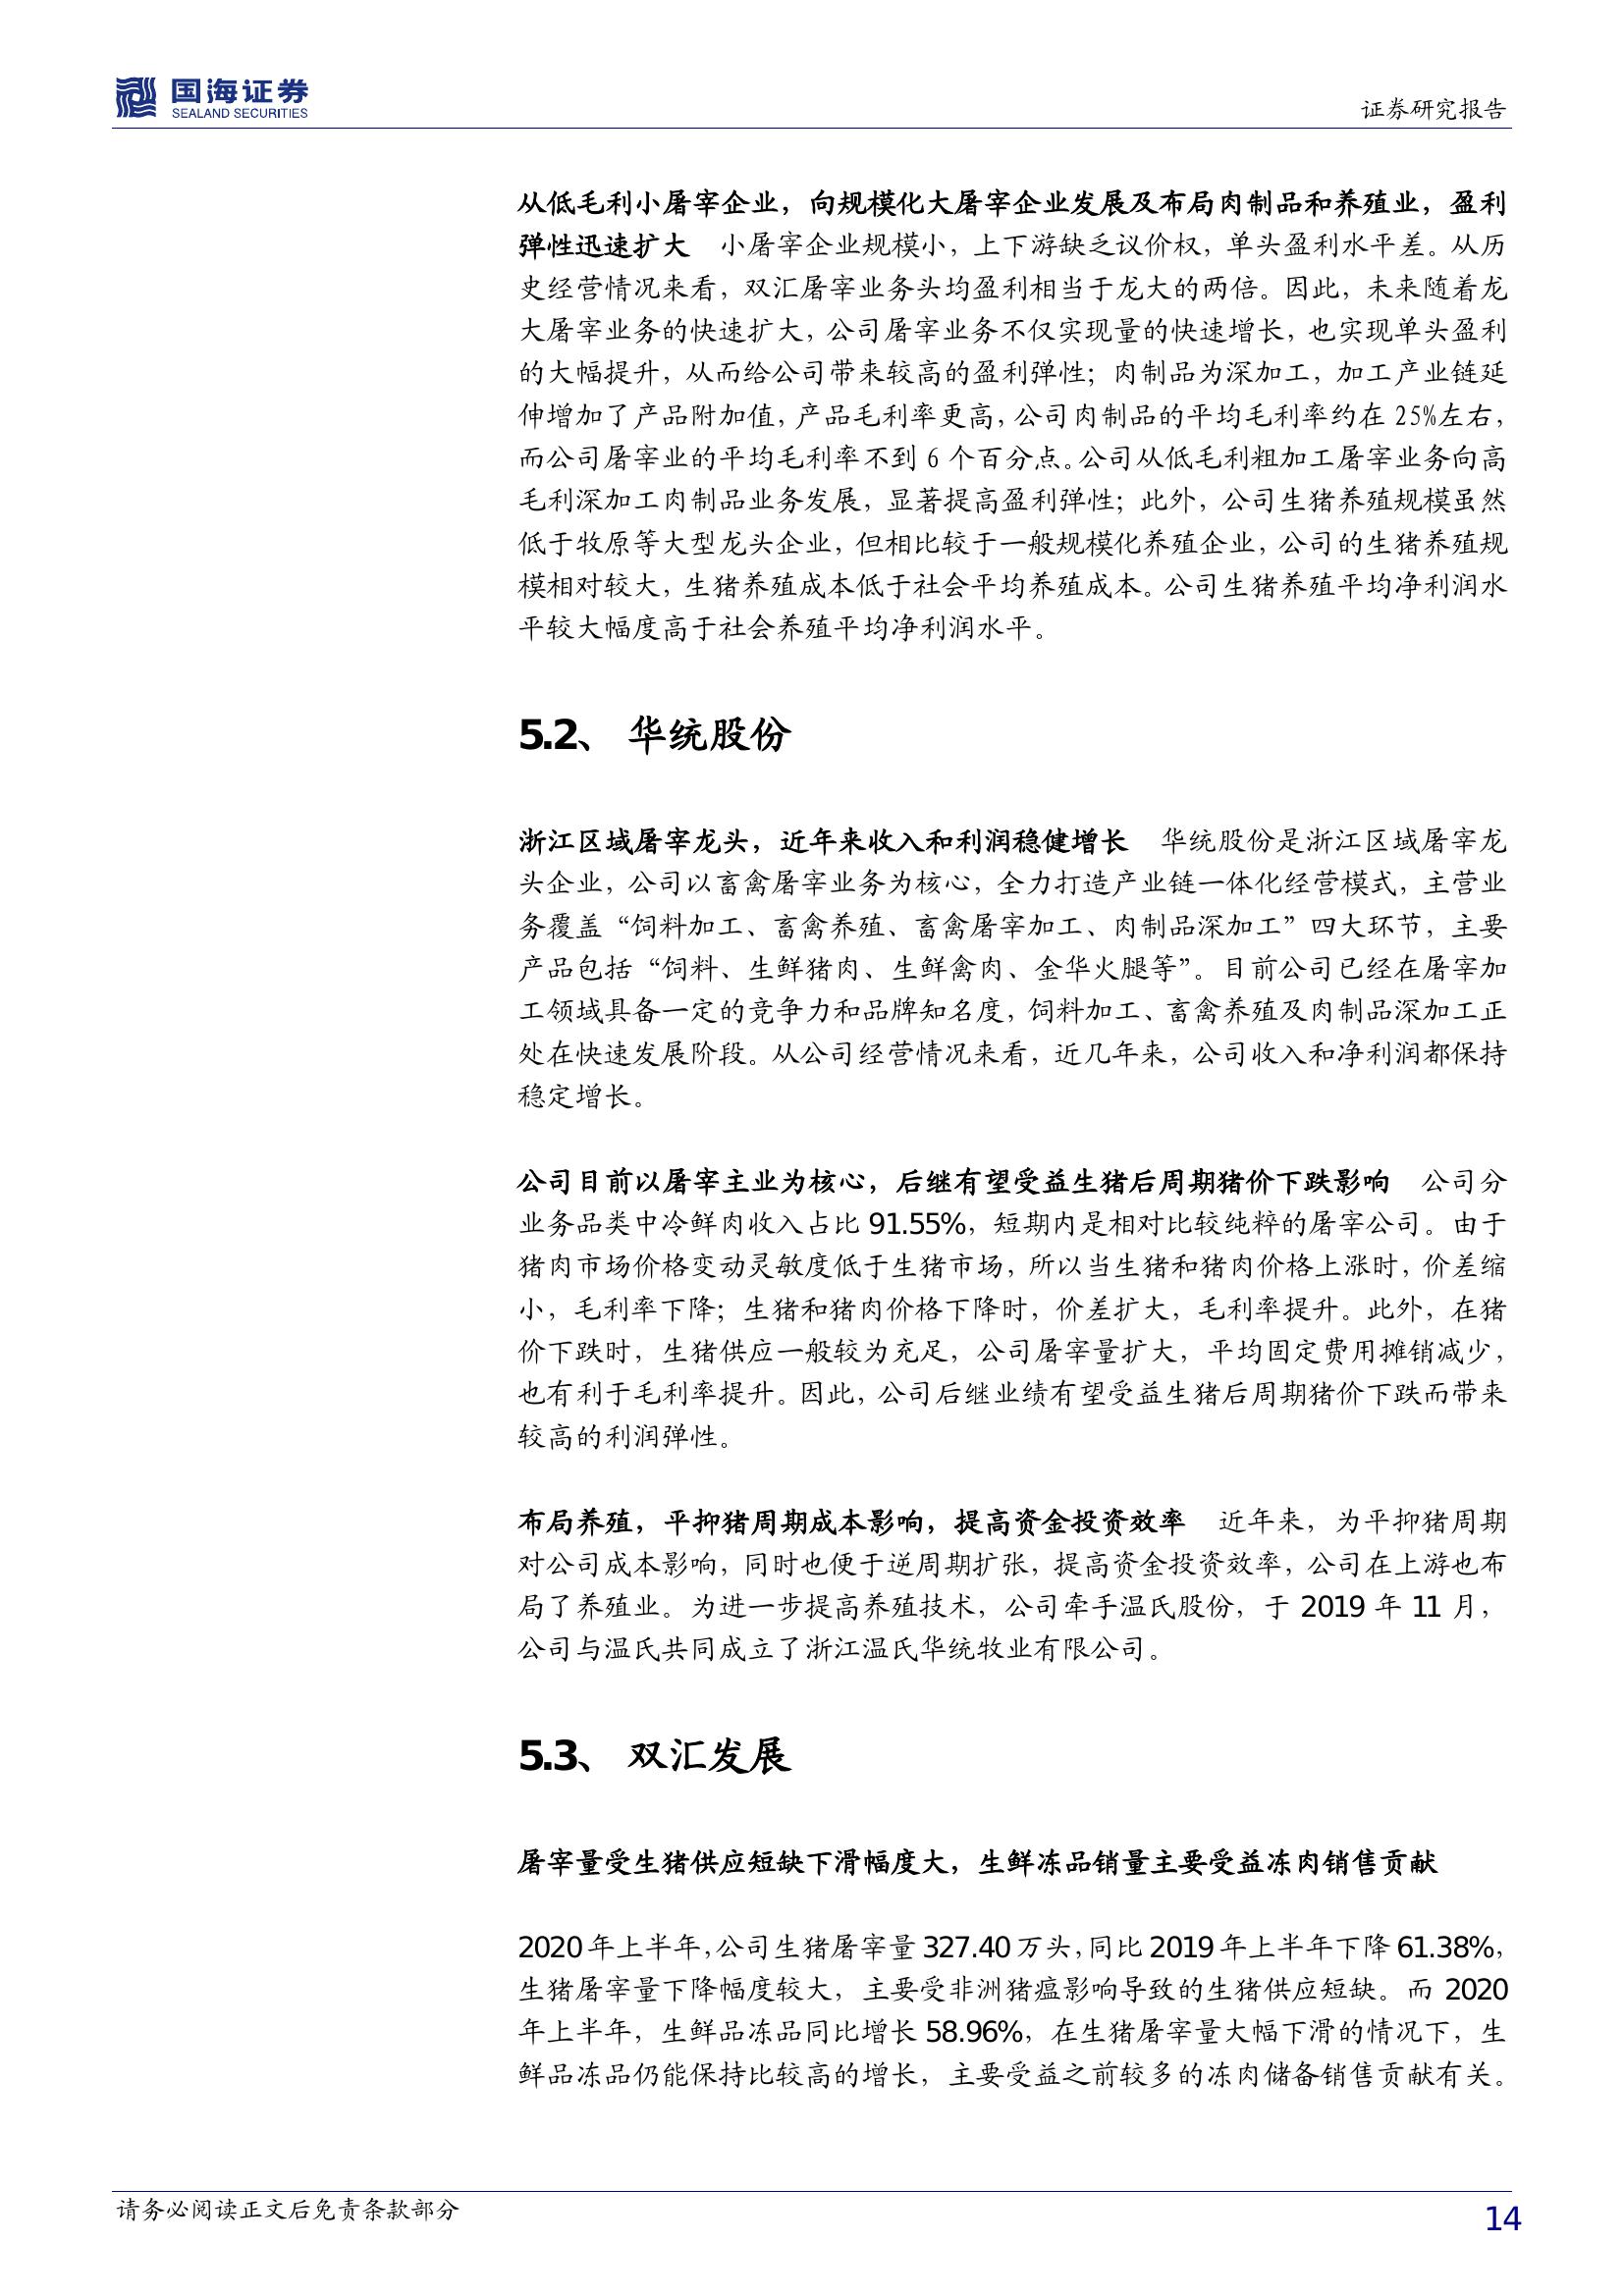 国海证券
SEALAND SECURITIES
证券研究报告
从低毛利小屠宰企业，向规模化大屠宰企业发展及布局肉制品和养殖业，盈利
弹性迅速扩大　小屠宰企业规模小，上下游缺乏议价权，单头盈利水平差。从历
史经营情况来看，双汇屠宰业务头均盈利相当于龙大的两倍。因此，未来随着龙
大屠宰业务的快速扩大，公司屠宰业务不仅实现量的快速增长，也实现单头盈利
的大幅提升，从而给公司带来较高的盈利弹性；肉制品为深加工，加工产业链延
伸增加了产品附加值，产品毛利率更高，公司肉制品的平均毛利率约在 25%左右，
而公司屠宰业的平均毛利率不到 6 个百分点。公司从低毛利粗加工屠宰业务向高
毛利深加工肉制品业务发展，显著提高盈利弹性；此外，公司生猪养殖规模虽然
低于牧原等大型龙头企业，但相比较于一般规模化养殖企业，公司的生猪养殖规
模相对较大，生猪养殖成本低于社会平均养殖成本。公司生猪养殖平均净利润水
平较大幅度高于社会养殖平均净利润水平。
5.2、 华统股份
浙江区域屠宰龙头，近年来收入和利润稳健增长　华统股份是浙江区域屠宰龙
头企业，公司以畜禽屠宰业务为核心，全力打造产业链一体化经营模式，主营业
务覆盖“饲料加工、畜禽养殖、畜禽屠宰加工、肉制品深加工”四大环节，主要
产品包括“饲料、生鲜猪肉、生鲜禽肉、金华火腿等”。目前公司已经在屠宰加
工领域具备一定的竞争力和品牌知名度，饲料加工、畜禽养殖及肉制品深加工正
处在快速发展阶段。从公司经营情况来看，近几年来，公司收入和净利润都保持
稳定增长。
公司目前以屠宰主业为核心，后继有望受益生猪后周期猪价下跌影响　公司分
业务品类中冷鲜肉收入占比 91.55%，短期内是相对比较纯粹的屠宰公司。由于
猪肉市场价格变动灵敏度低于生猪市场，所以当生猪和猪肉价格上涨时，价差缩
小，毛利率下降；生猪和猪肉价格下降时，价差扩大，毛利率提升。此外，在猪
价下跌时，生猪供应一般较为充足，公司屠宰量扩大，平均固定费用摊销减少，
也有利于毛利率提升。因此，公司后继业绩有望受益生猪后周期猪价下跌而带来
较高的利润弹性。
布局养殖，平抑猪周期成本影响，提高资金投资效率　近年来，为平抑猪周期
对公司成本影响，同时也便于逆周期扩张，提高资金投资效率，公司在上游也布
局了养殖业。为进一步提高养殖技术，公司牵手温氏股份，于 2019 年 11 月，
公司与温氏共同成立了浙江温氏华统牧业有限公司。
5.3、 双汇发展
屠宰量受生猪供应短缺下滑幅度大，生鲜冻品销量主要受益冻肉销售贡献
2020 年上半年，公司生猪屠宰量 327.40 万头，同比 2019 年上半年下降 61.38%，
生猪屠宰量下降幅度较大，主要受非洲猪瘟影响导致的生猪供应短缺。而 2020
年上半年，生鲜品冻品同比增长 58.96%，在生猪屠宰量大幅下滑的情况下，生
鲜品冻品仍能保持比较高的增长，主要受益之前较多的冻肉储备销售贡献有关。
请务必阅读正文后免责条款部分
14